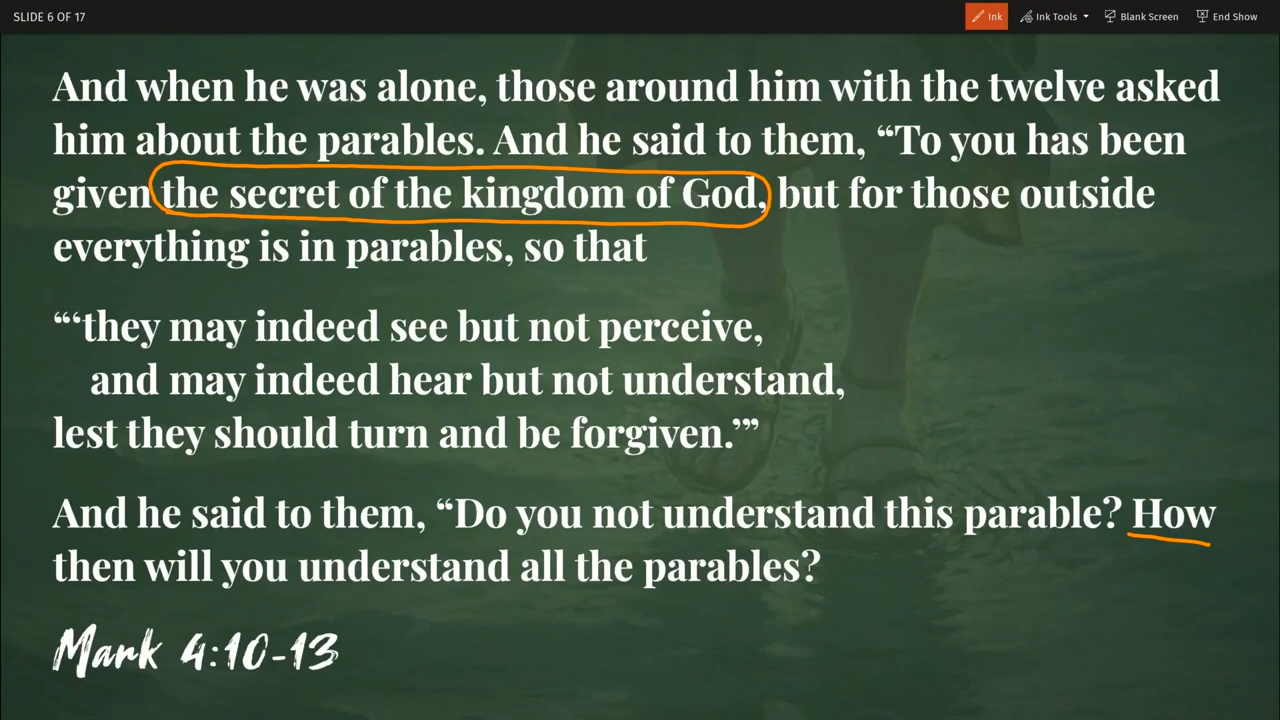 SLIDE 6 OF 17
Ink
Ink Tools
Blank Screen
End Show
And when he was alone, those around him with the twelve asked
him about the parables. And he said to them, “To you has been
given the secret of the kingdom of God, but for those outside
everything is in parables, so that
“‘they may indeed see but not perceive,
and may indeed hear but not understand,
lest they should turn and be forgiven.’”
And he said to them, “Do you not understand this parable? How
then will you understand all the parables?
Mark 4:10-13